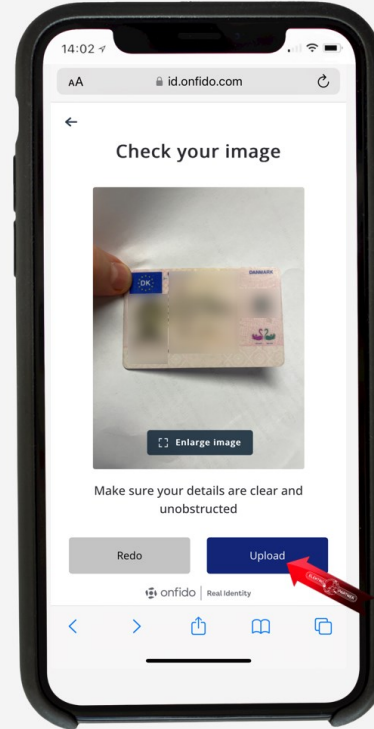 14:02
AA id.onfido.com
Check your image
DK
DANMARK
Enlarge image
Make sure your details are clear and
unobstructed
Redo
Upload
onfido Real Identity
PARTNER